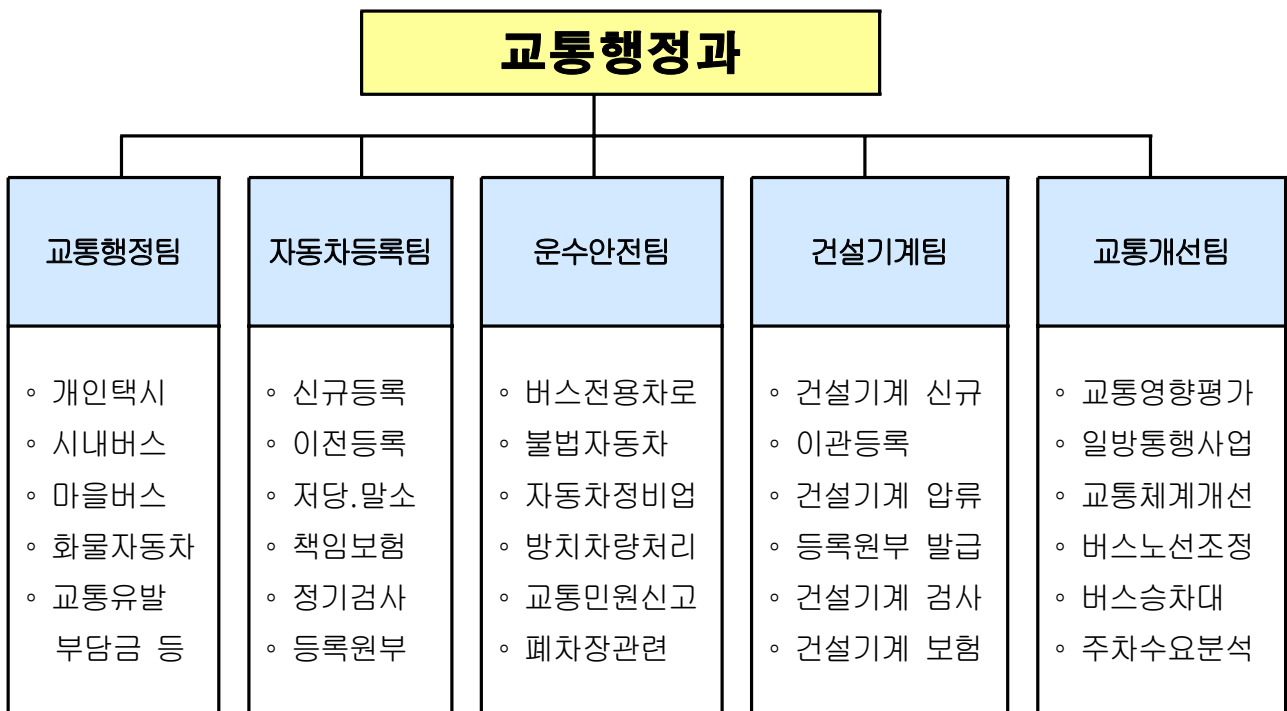 교통행정과
교통행정팀
자동차등록팀
운수안전팀
건설기계팀
교통개선팀
◦ 개인택시
◦ 시내버스
◦ 마을버스
◦ 화물자동차
◦ 교통유발
부담금 등
◦ 신규등록
◦ 이전등록
◦ 저당.말소
◦ 책임보험
◦ 정기검사
◦ 등록원부
◦ 버스전용차로
◦ 불법자동차
◦ 자동차정비업
◦ 방치차량처리
◦ 교통민원신고
◦ 폐차장관련
◦ 건설기계 신규
◦ 이관등록
◦ 건설기계 압류
◦ 등록원부 발급
◦ 건설기계 검사
◦ 건설기계 보험
◦ 교통영향평가
◦ 일방통행사업
◦ 교통체계개선
◦ 버스노선조정
◦ 버스승차대
◦ 주차수요분석